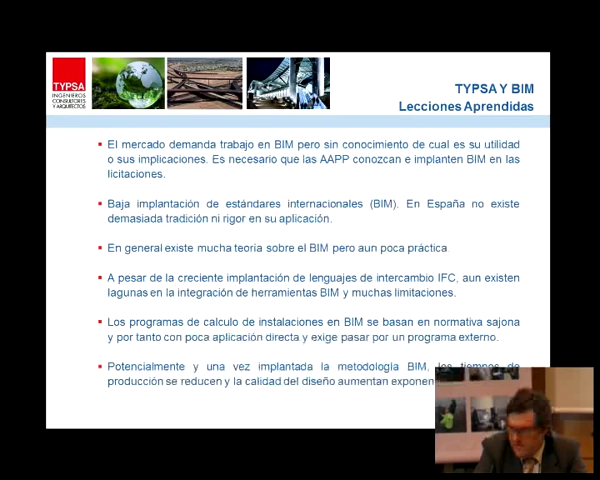 TYPSA
INGENIEROS
CONSULTORES
Y ARQUITECTOS
TYPSA Y BIM
Lecciones Aprendidas
El mercado demanda trabajo en BIM pero sin conocimiento de cual es su utilidad
o sus implicaciones. Es necesario que las AAPP conozcan e implanten BIM en las
licitaciones.
Baja implantación de estándares internacionales (BIM). En España no existe
demasiada tradición ni rigor en su aplicación.
En general existe mucha teoría sobre el BIM pero aun poca práctica.
A pesar de la creciente implantación de lenguajes de intercambio IFC, aun existen
lagunas en la integración de herramientas BIM y muchas limitaciones.
Los programas de calculo de instalaciones en BIM se basan en normativa sajona
y por tanto con poca aplicación directa y exige pasar por un programa externo.
Potencialmente y una vez implantada la metodología BIM, los tiempos de
producción se reducen y la calidad del diseño aumentan